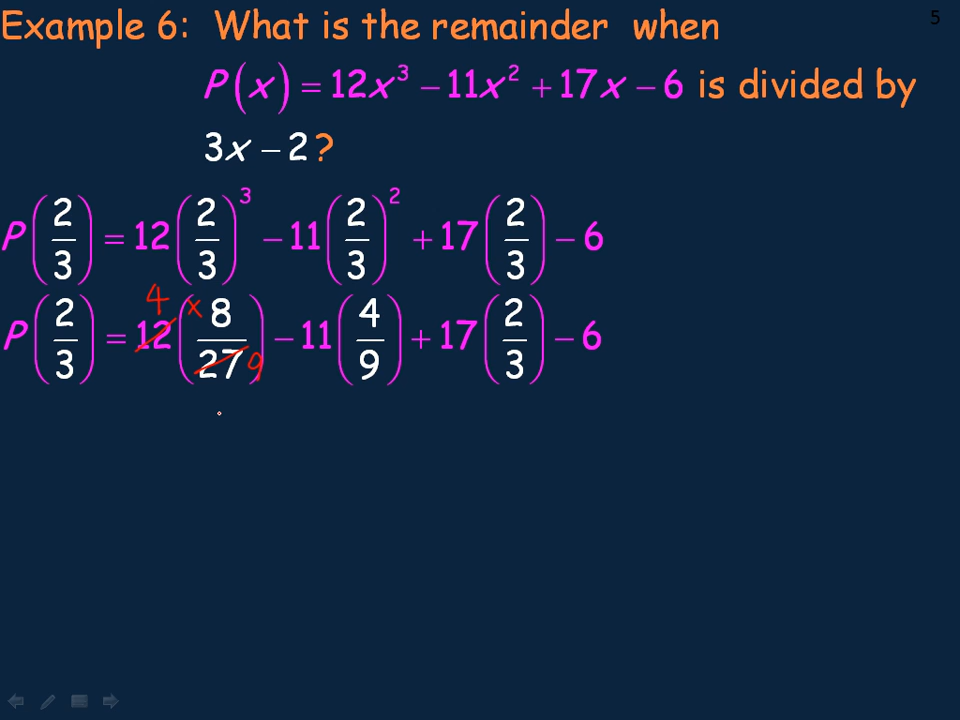 5
Example 6: What is the remainder when
P(x) = 12x³ − 11x² + 17x − 6 is divided by
3x − 2?
P(2/3) = 12(2/3)³ − 11(2/3)² + 17(2/3) − 6
4 x
P(2/3) = 12(8/27) − 11(4/9) + 17(2/3) − 6
9